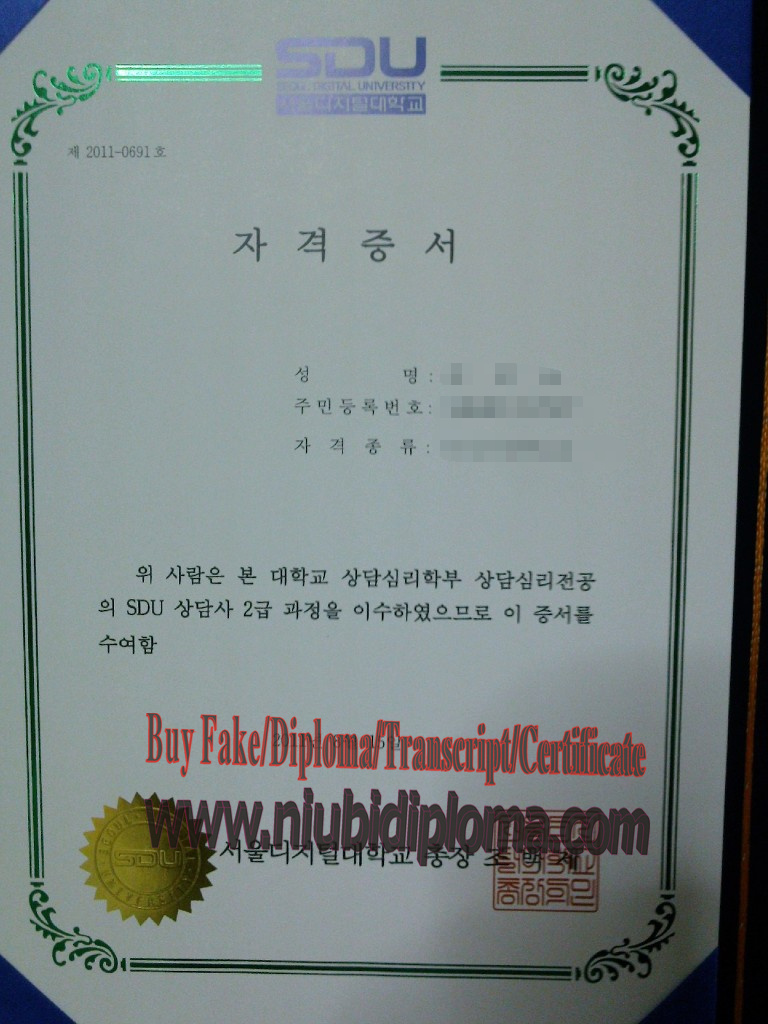 SDU
SEOUL DIGITAL UNIVERSITY
서울디지털대학교
제 2011-0691 호
자 격 증 서
성 명 :
주민등록번호 :
자 격 종 류 :
위 사람은 본 대학교 상담심리학부 상담심리전공
의 SDU 상담사 2급 과정을 이수하였으므로 이 증서를
수여함
Buy Fake/Diploma/Transcript/Certificate
www.niubidiploma.com
SDU
서울디지털대학교 총장 조 백 제